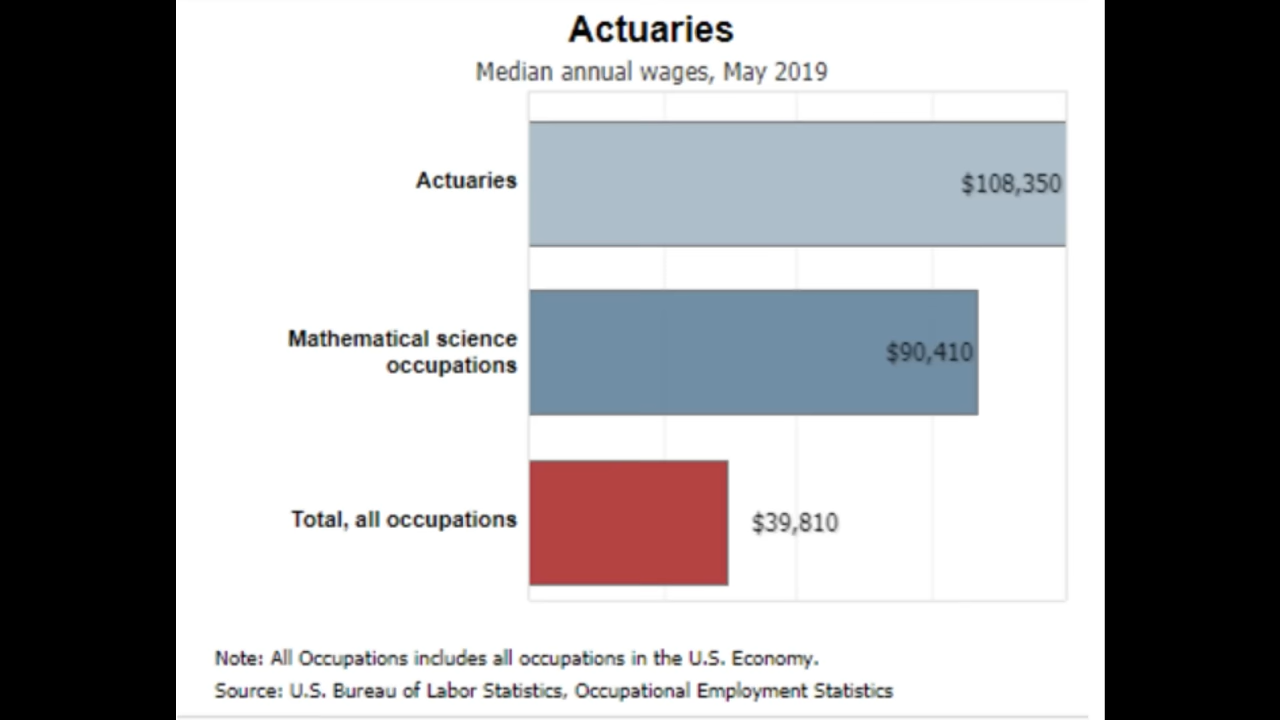 Actuaries
Median annual wages, May 2019
Actuaries
$108,350
Mathematical science
occupations
$90,410
Total, all occupations
$39,810
Note: All Occupations includes all occupations in the U.S. Economy.
Source: U.S. Bureau of Labor Statistics, Occupational Employment Statistics